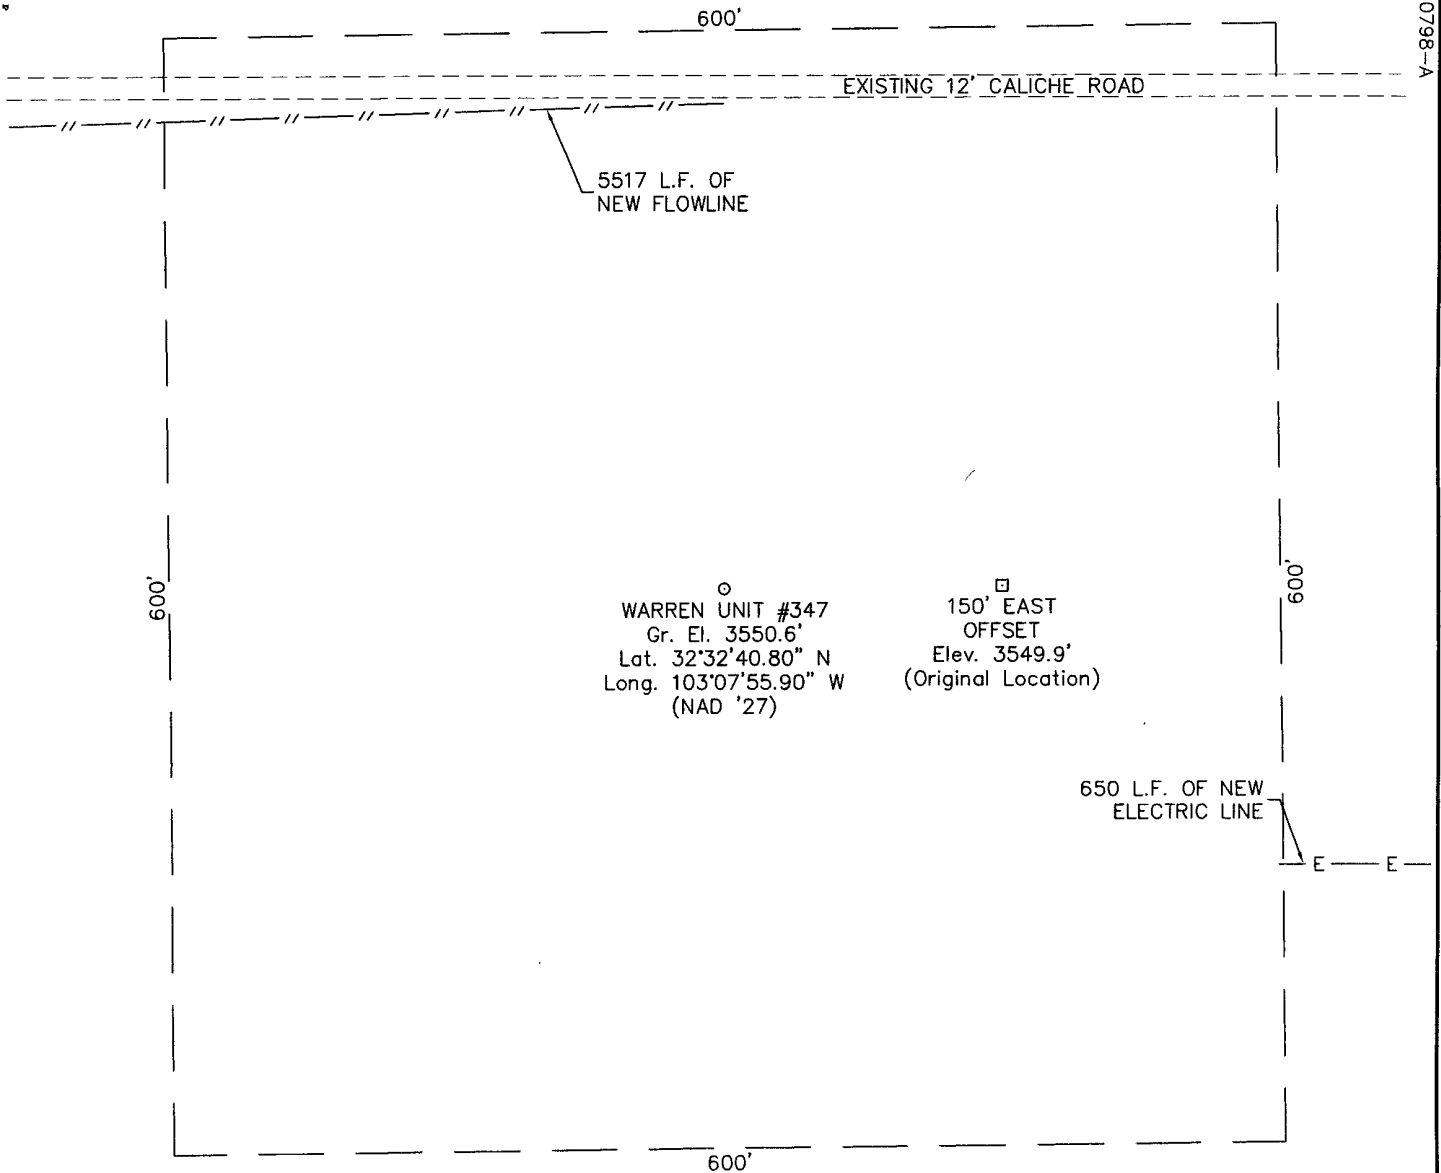 600'
0798-A
EXISTING 12' CALICHE ROAD
5517 L.F. OF
NEW FLOWLINE
600'
600'
WARREN UNIT #347
Gr. El. 3550.6'
Lat. 32°32'40.80" N
Long. 103°07'55.90" W
(NAD '27)
150' EAST
OFFSET
Elev. 3549.9'
(Original Location)
650 L.F. OF NEW
ELECTRIC LINE
E E
600'